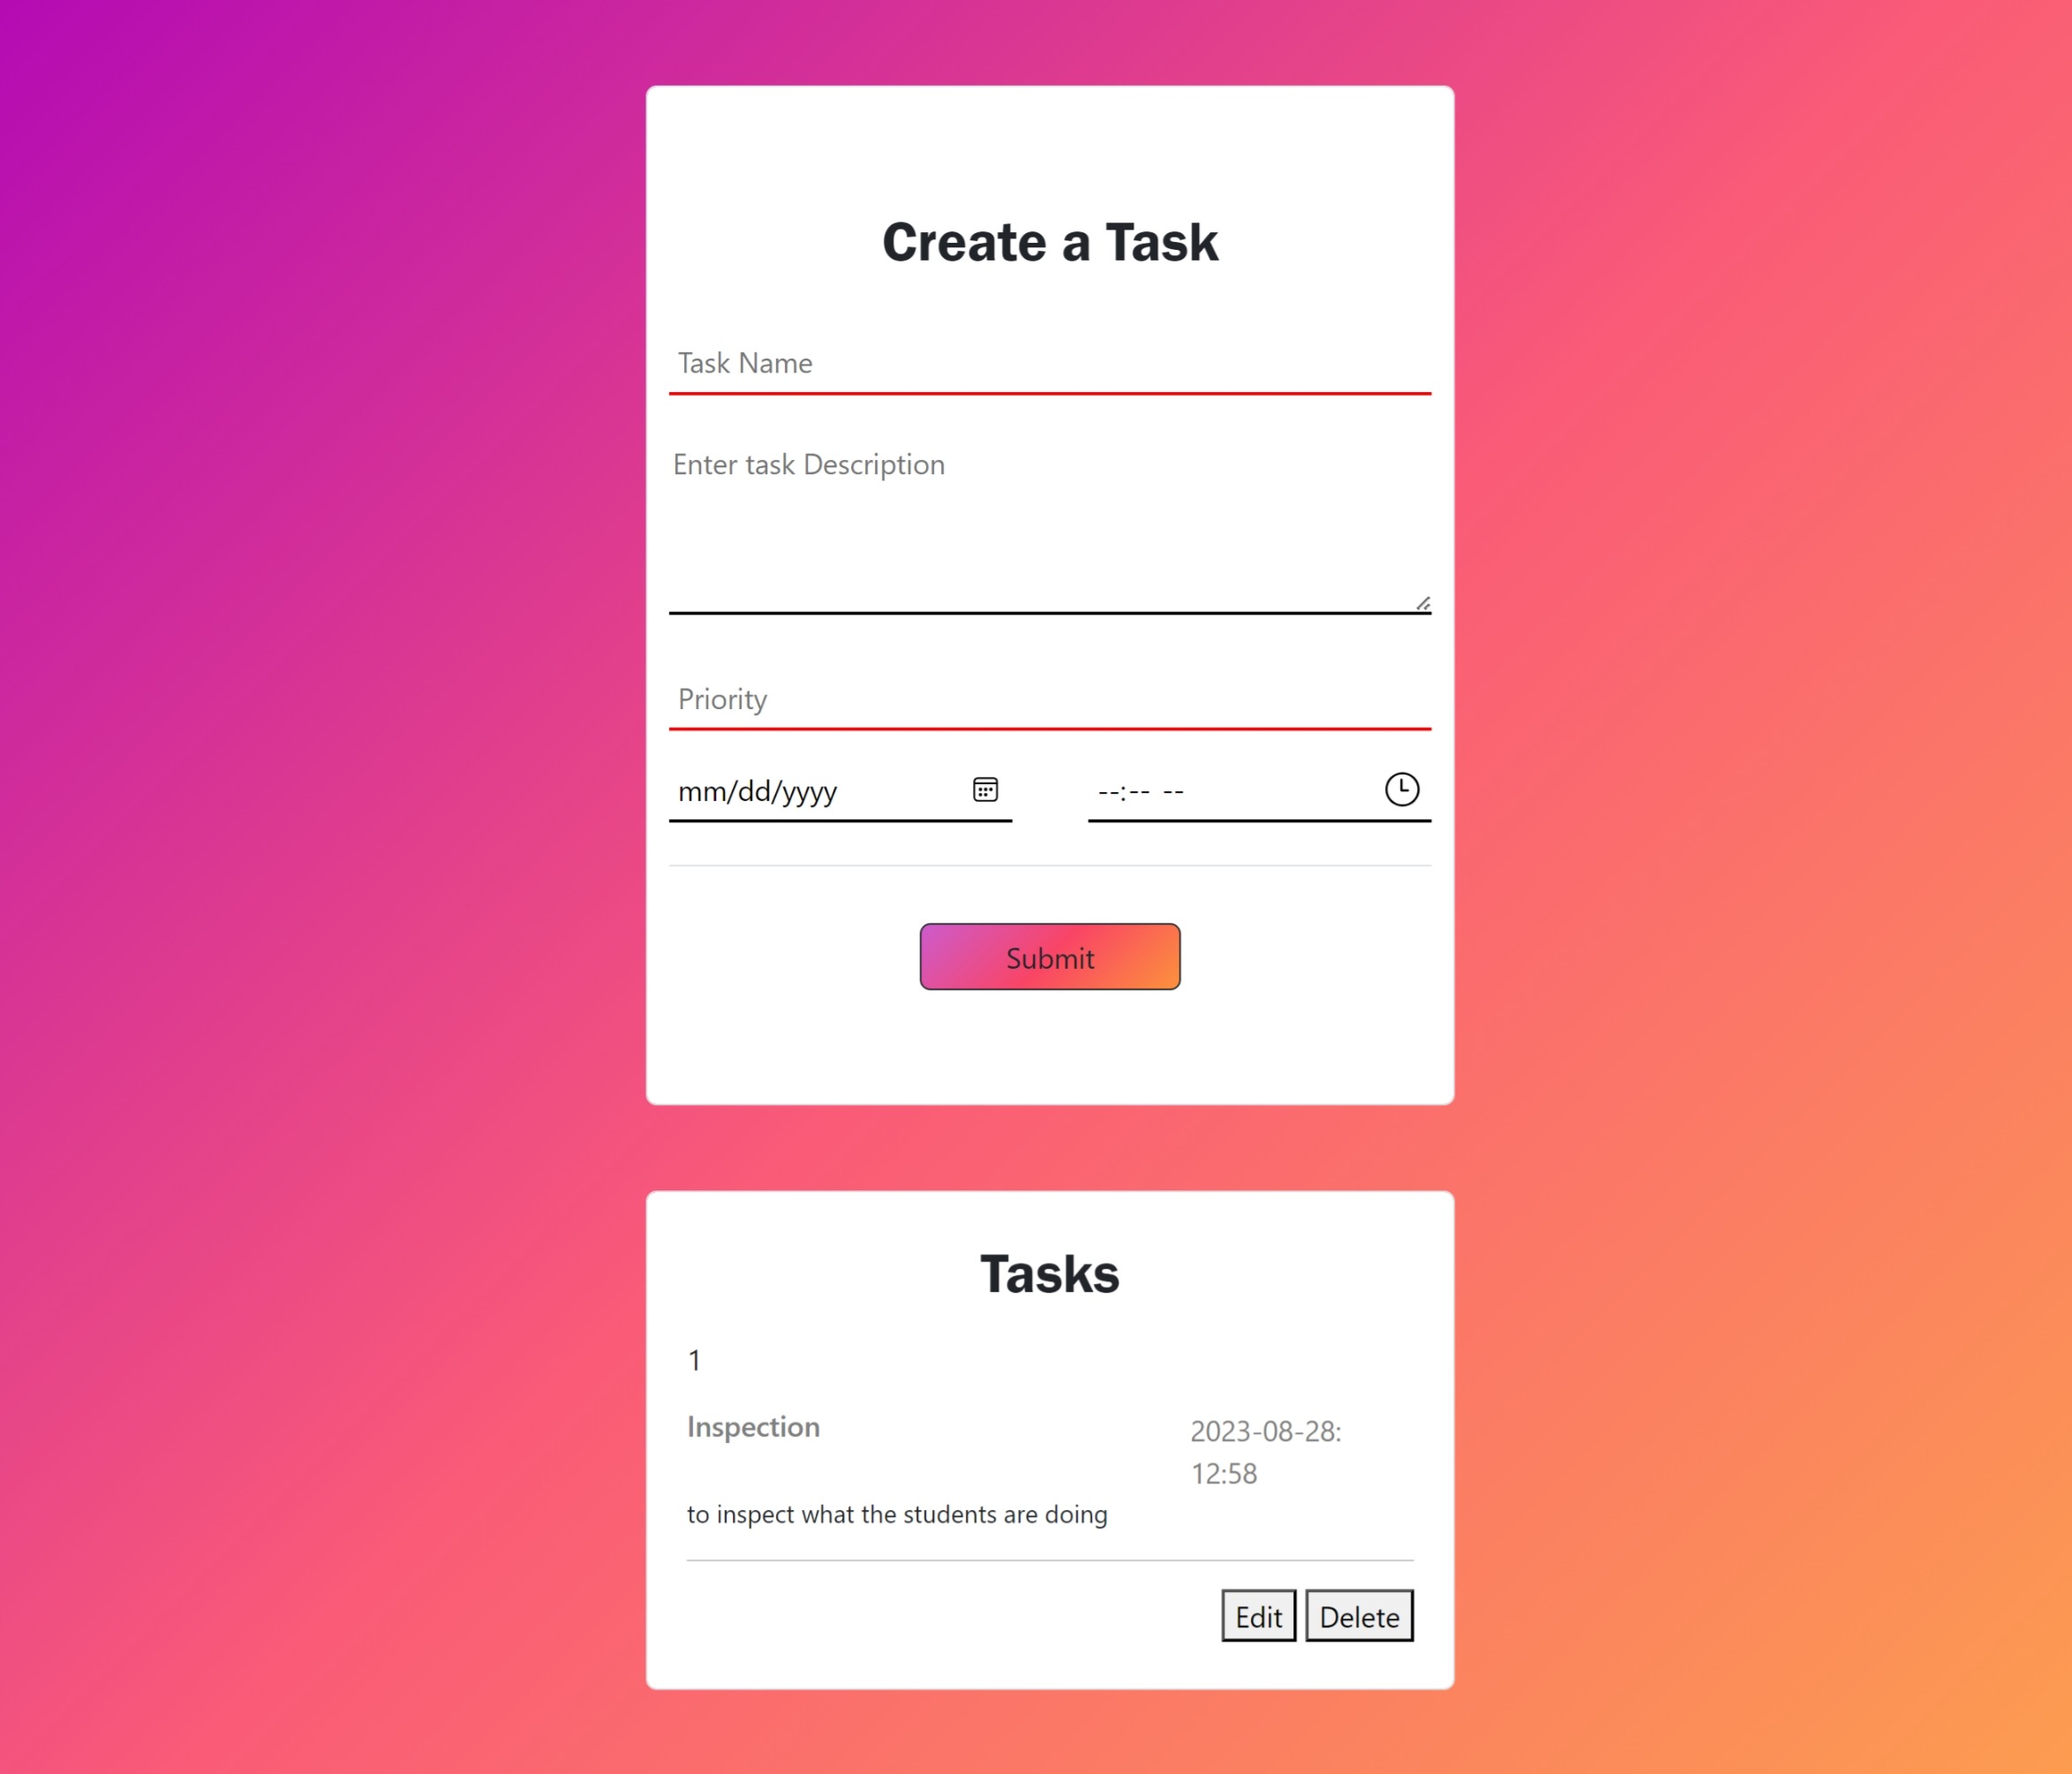 Create a Task
Task Name
Enter task Description
Priority
mm/dd/yyyy --:-- --
Submit
Tasks
1
Inspection 2023-08-28:
12:58
to inspect what the students are doing
Edit Delete